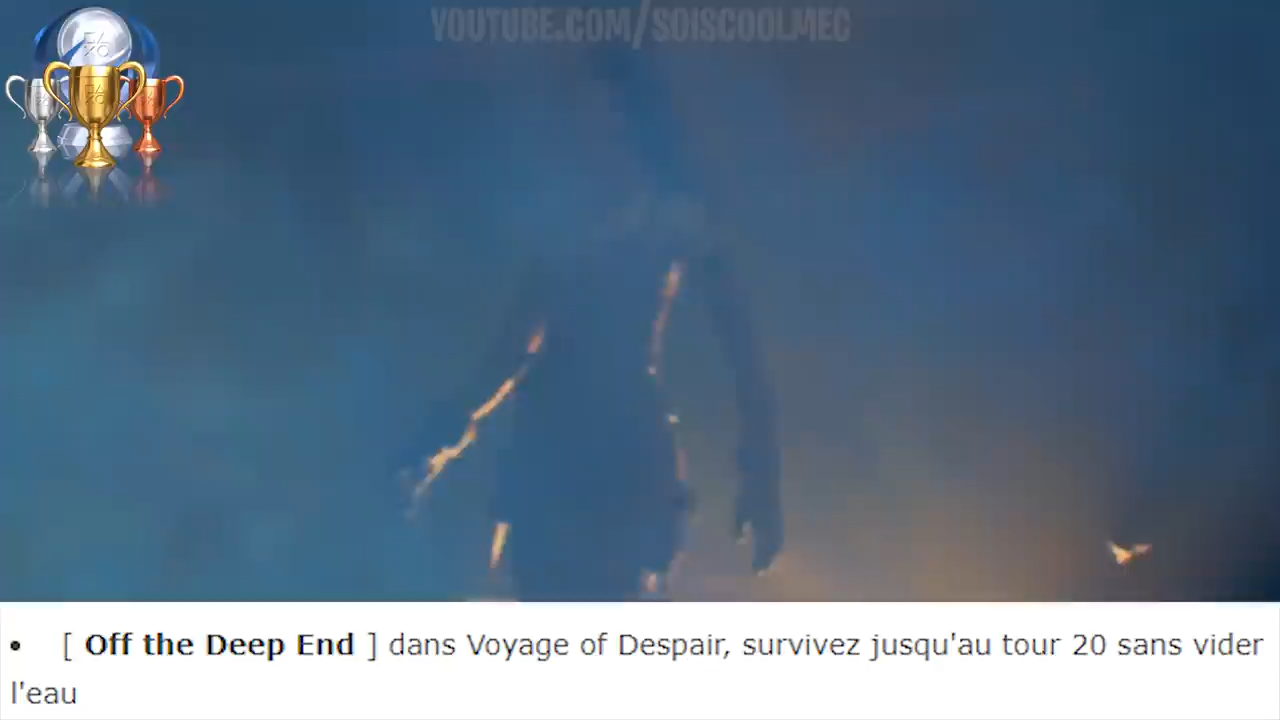 YOUTUBE.COM/SOISCOOLMEC
• [ Off the Deep End ] dans Voyage of Despair, survivez jusqu'au tour 20 sans vider
l'eau